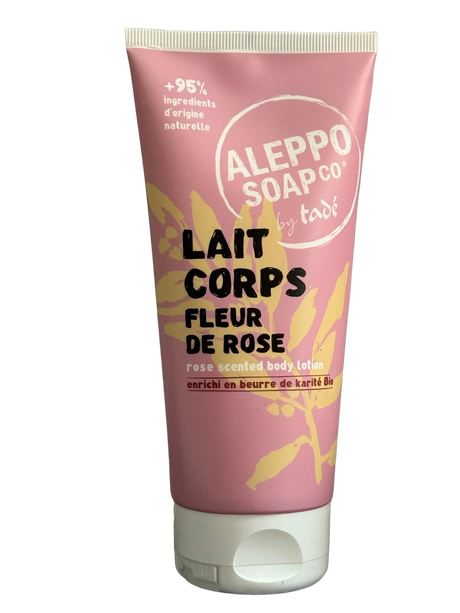 +95%
ingredients
d'origine
naturelle
ALEPPO
SOAP CO®
by tadé
LAIT
CORPS
FLEUR
DE ROSE
rose scented body lotion
enrichi en beurre de karité Bio